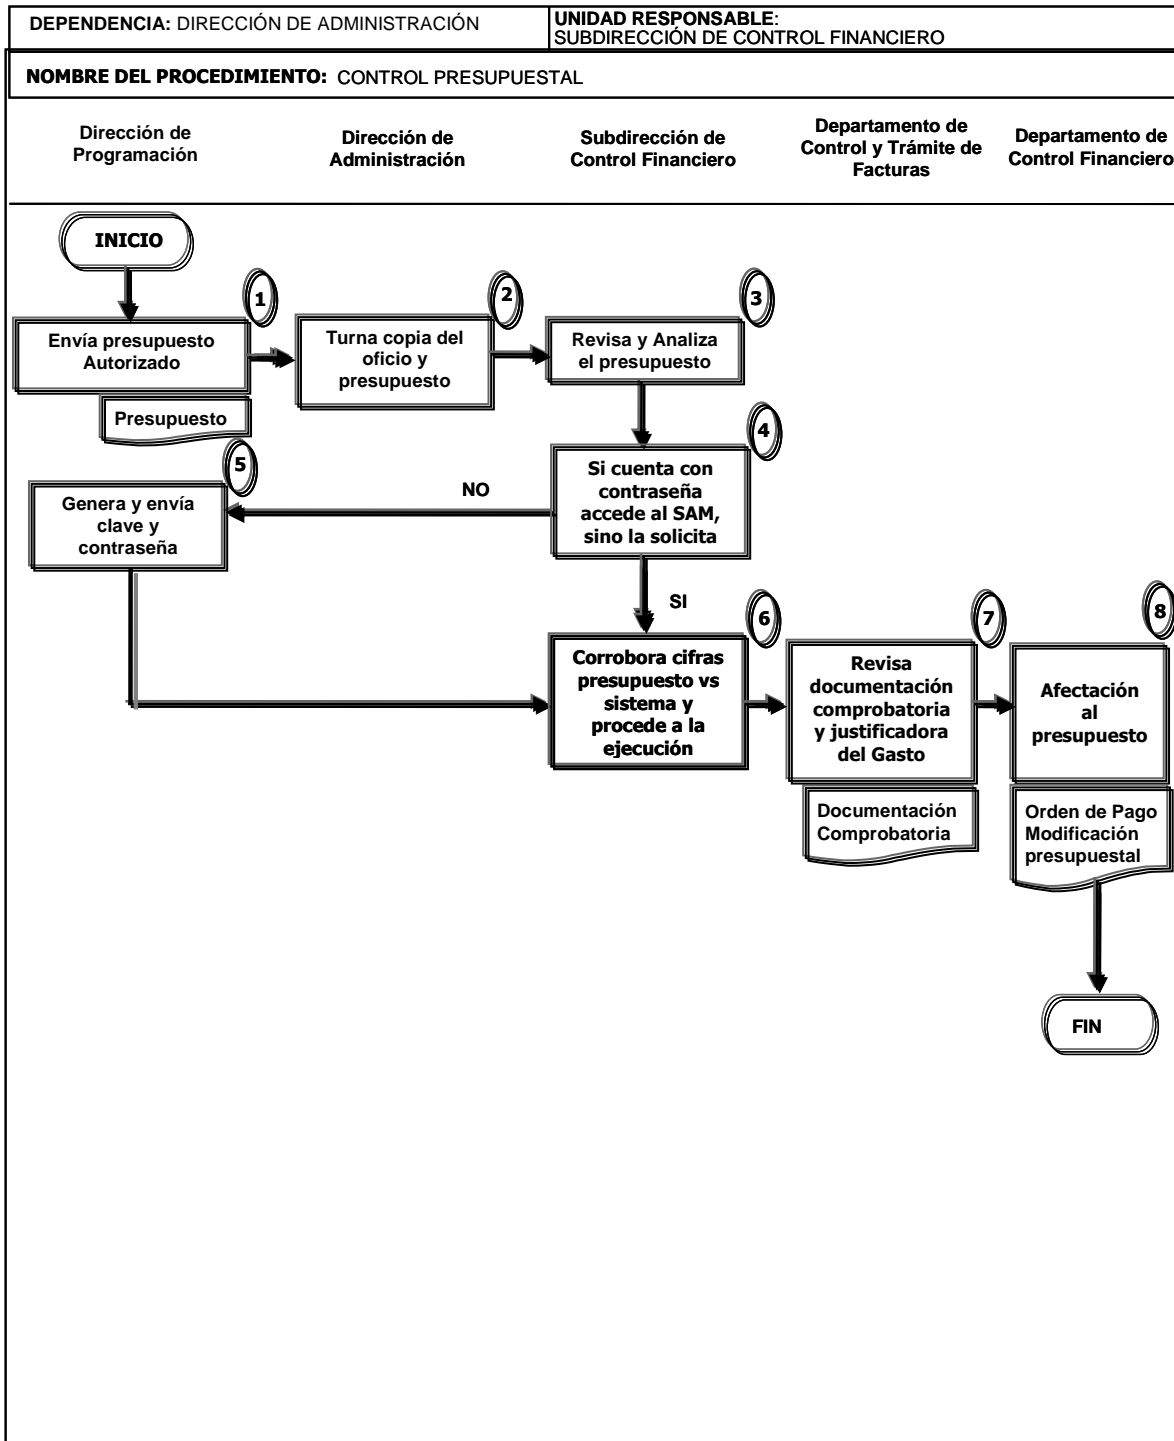 DEPENDENCIA: DIRECCIÓN DE ADMINISTRACIÓN
UNIDAD RESPONSABLE:
SUBDIRECCIÓN DE CONTROL FINANCIERO
NOMBRE DEL PROCEDIMIENTO: CONTROL PRESUPUESTAL
Dirección de
Programación
Dirección de
Administración
Subdirección de
Control Financiero
Departamento de
Control y Trámite de
Facturas
Departamento de
Control Financiero
INICIO
1
Envía presupuesto
Autorizado
Presupuesto
2
Turna copia del
oficio y
presupuesto
3
Revisa y Analiza
el presupuesto
4
Si cuenta con
contraseña
accede al SAM,
sino la solicita
NO
5
Genera y envía
clave y
contraseña
SI
6
Corrobora cifras
presupuesto vs
sistema y
procede a la
ejecución
7
Revisa
documentación
comprobatoria
y justificadora
del Gasto
Documentación
Comprobatoria
8
Afectación
al
presupuesto
Orden de Pago
Modificación
presupuestal
FIN